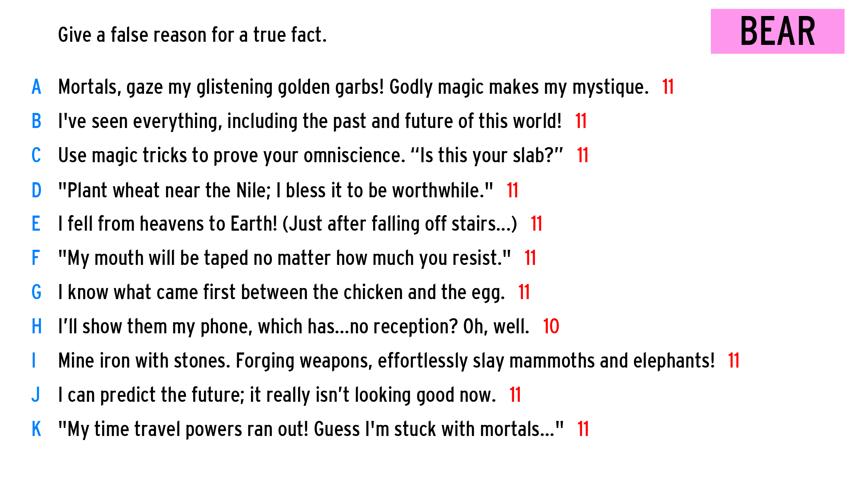 Give a false reason for a true fact.
BEAR
A Mortals, gaze my glistening golden garbs! Godly magic makes my mystique. 11
B I've seen everything, including the past and future of this world! 11
C Use magic tricks to prove your omniscience. “Is this your slab?” 11
D "Plant wheat near the Nile; I bless it to be worthwhile." 11
E I fell from heavens to Earth! (Just after falling off stairs...) 11
F "My mouth will be taped no matter how much you resist." 11
G I know what came first between the chicken and the egg. 11
H I’ll show them my phone, which has...no reception? Oh, well. 10
I Mine iron with stones. Forging weapons, effortlessly slay mammoths and elephants! 11
J I can predict the future; it really isn’t looking good now. 11
K "My time travel powers ran out! Guess I'm stuck with mortals..." 11